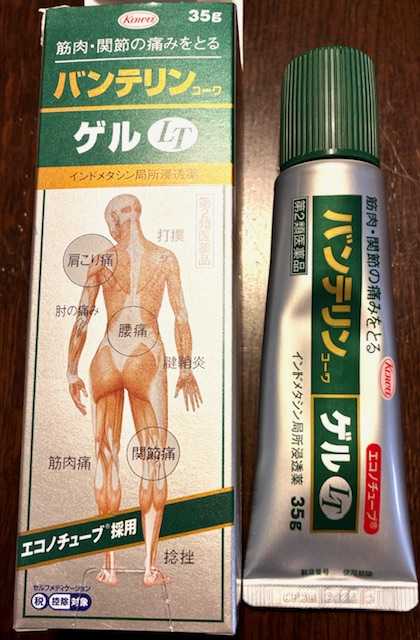 Kowa
35g
筋肉・関節の痛みをとる
バンテリンコーワ
ゲルLT
インドメタシン局所浸透薬
第2類医薬品
打撲
肩こり痛
肘の痛み
腰痛
腱鞘炎
筋肉痛
関節痛
エコノチューブ®採用
捻挫
セルフメディケーション
税 控除 対象
筋肉・関節の痛みをとる
第2類医薬品
バンテリンコーワ
Kowa
ゲルLT
インドメタシン局所浸透薬
エコノチューブ®
35g